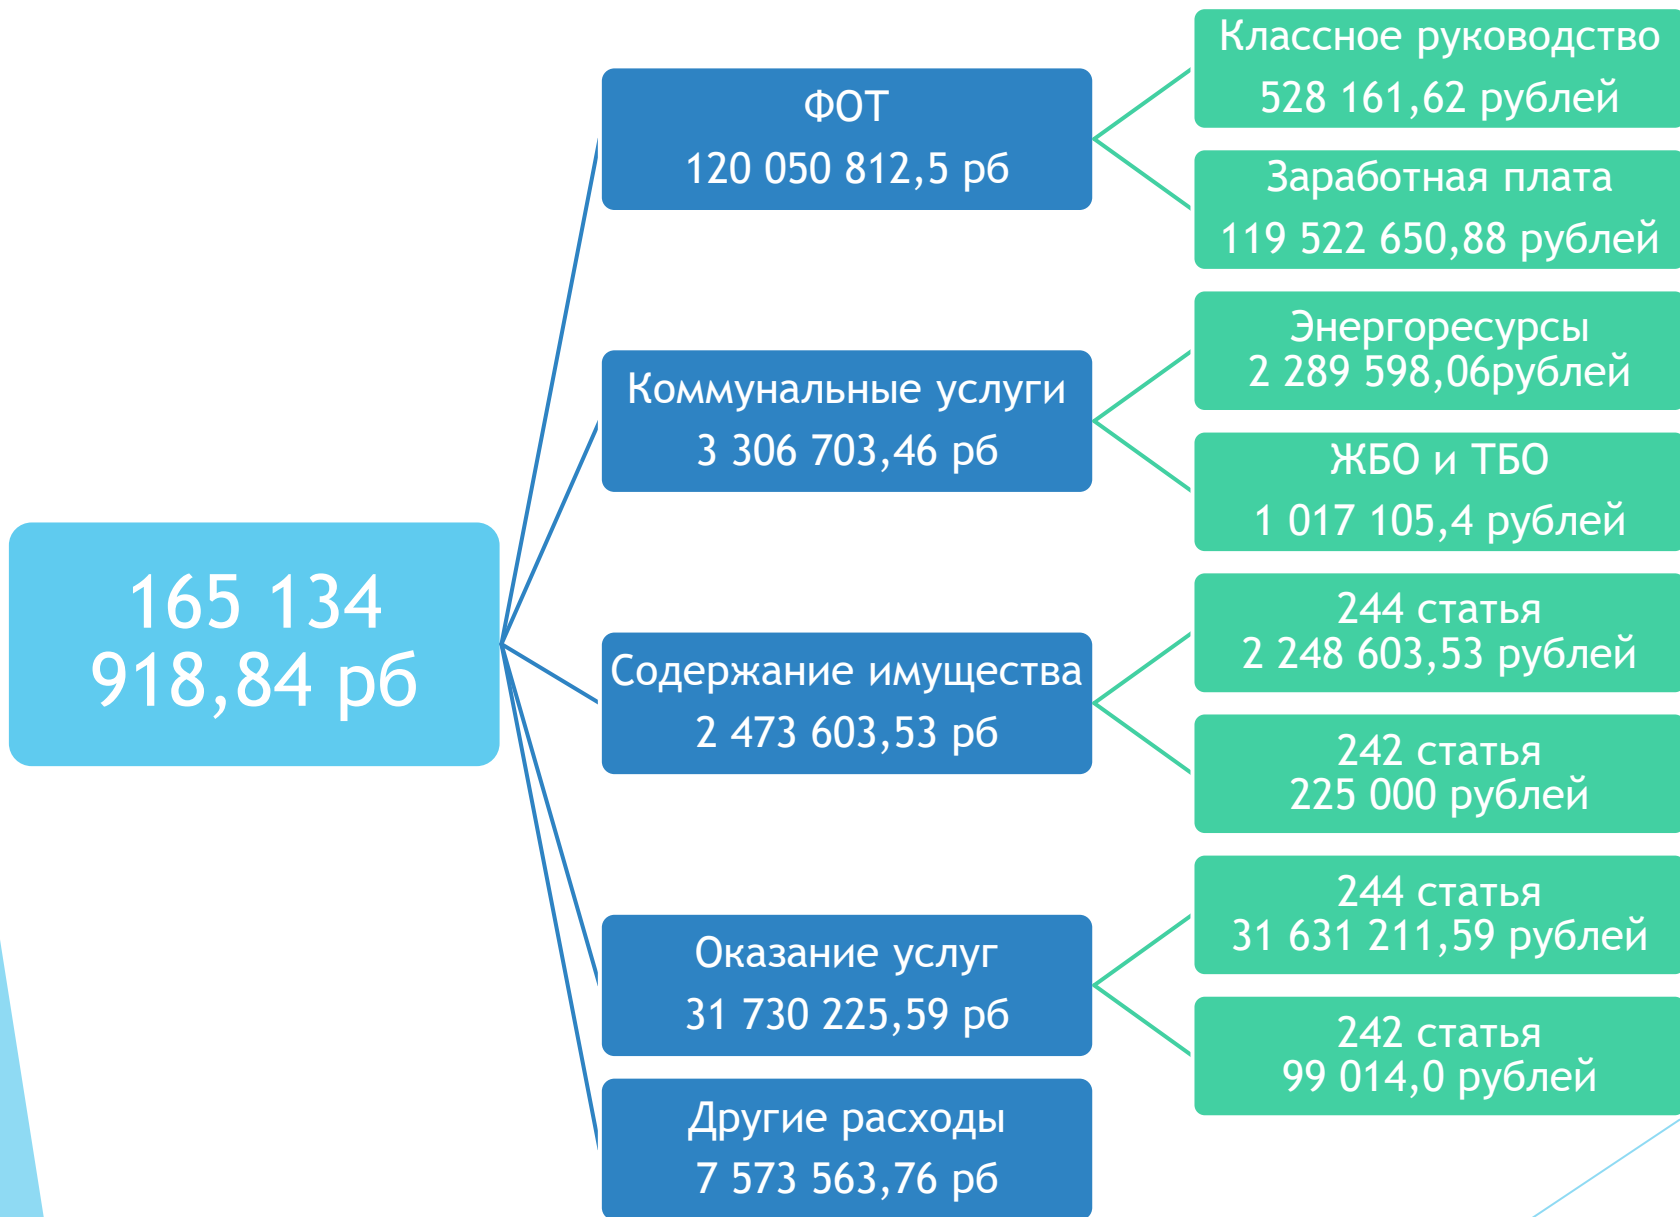 165 134
918,84 рб
ФОТ
120 050 812,5 рб
Классное руководство
528 161,62 рублей
Заработная плата
119 522 650,88 рублей
Коммунальные услуги
3 306 703,46 рб
Энергоресурсы
2 289 598,06рублей
ЖБО и ТБО
1 017 105,4 рублей
Содержание имущества
2 473 603,53 рб
244 статья
2 248 603,53 рублей
242 статья
225 000 рублей
Оказание услуг
31 730 225,59 рб
244 статья
31 631 211,59 рублей
242 статья
99 014,0 рублей
Другие расходы
7 573 563,76 рб